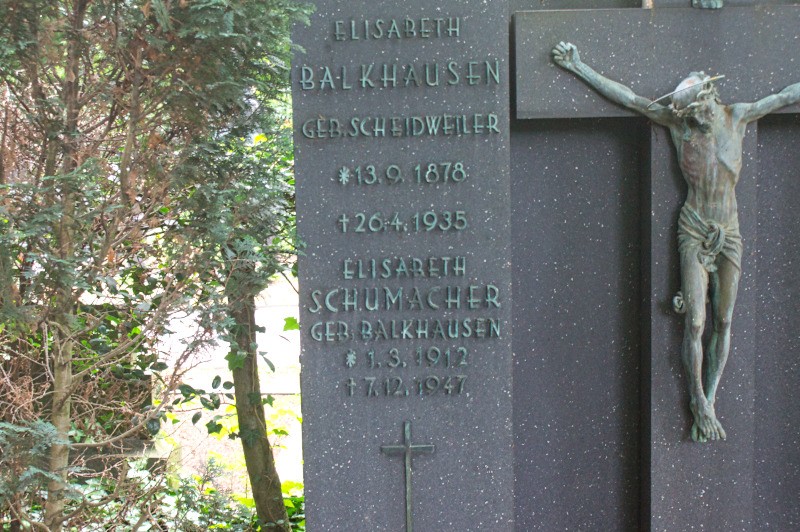 ELISABETH
BALKHAUSEN
GEB. SCHEIDWEILER
*13.9.1878
†26.4.1935
ELISABETH
SCHUMACHER
GEB. BALKHAUSEN
*1.3.1912
†7.12.1947